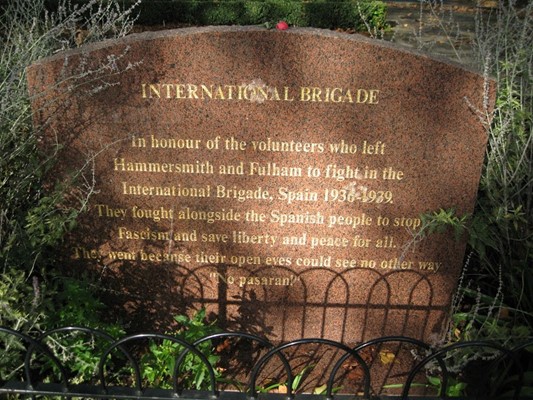 INTERNATIONAL BRIGADE
In honour of the volunteers who left
Hammersmith and Fulham to fight in the
International Brigade, Spain 1936-1939.
They fought alongside the Spanish people to stop
Fascism and save liberty and peace for all.
They went because their open eyes could see no other way
"No pasaran!"